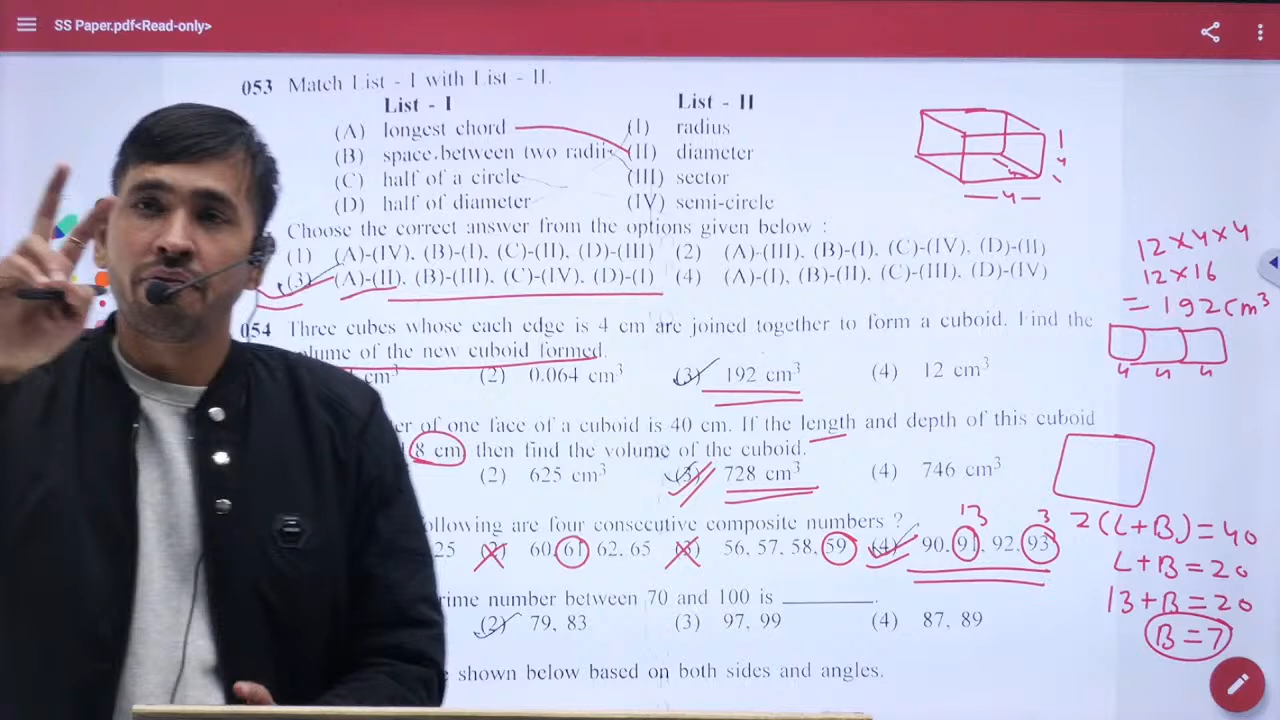 SS Paper.pdf<Read-only>
053 Match List - I with List - II.
List - I List - II
(A) longest chord (I) radius
(B) space between two radii (II) diameter
(C) half of a circle (III) sector
(D) half of diameter (IV) semi-circle
Choose the correct answer from the options given below :
(1) (A)-(IV), (B)-(I), (C)-(II), (D)-(III) (2) (A)-(III), (B)-(I), (C)-(IV), (D)-(II)
(3) (A)-(II), (B)-(III), (C)-(IV), (D)-(I) (4) (A)-(I), (B)-(II), (C)-(III), (D)-(IV)
054 Three cubes whose each edge is 4 cm are joined together to form a cuboid. Find the
volume of the new cuboid formed.
cm³ (2) 0.064 cm³ (3) 192 cm³ (4) 12 cm³
of one face of a cuboid is 40 cm. If the length and depth of this cuboid
8 cm then find the volume of the cuboid.
(2) 625 cm³ (3) 728 cm³ (4) 746 cm³
following are four consecutive composite numbers ?
25 60, 61, 62, 65 (3) 56, 57, 58, 59 (4) 90, 91, 92, 93
13 3
number between 70 and 100 is ________.
(2) 79, 83 (3) 97, 99 (4) 87, 89
shown below based on both sides and angles.
4
4
12×4×4
12×16
= 192 cm³
4 4 4
2(L+B) = 40
L+B = 20
13+B = 20
B = 7